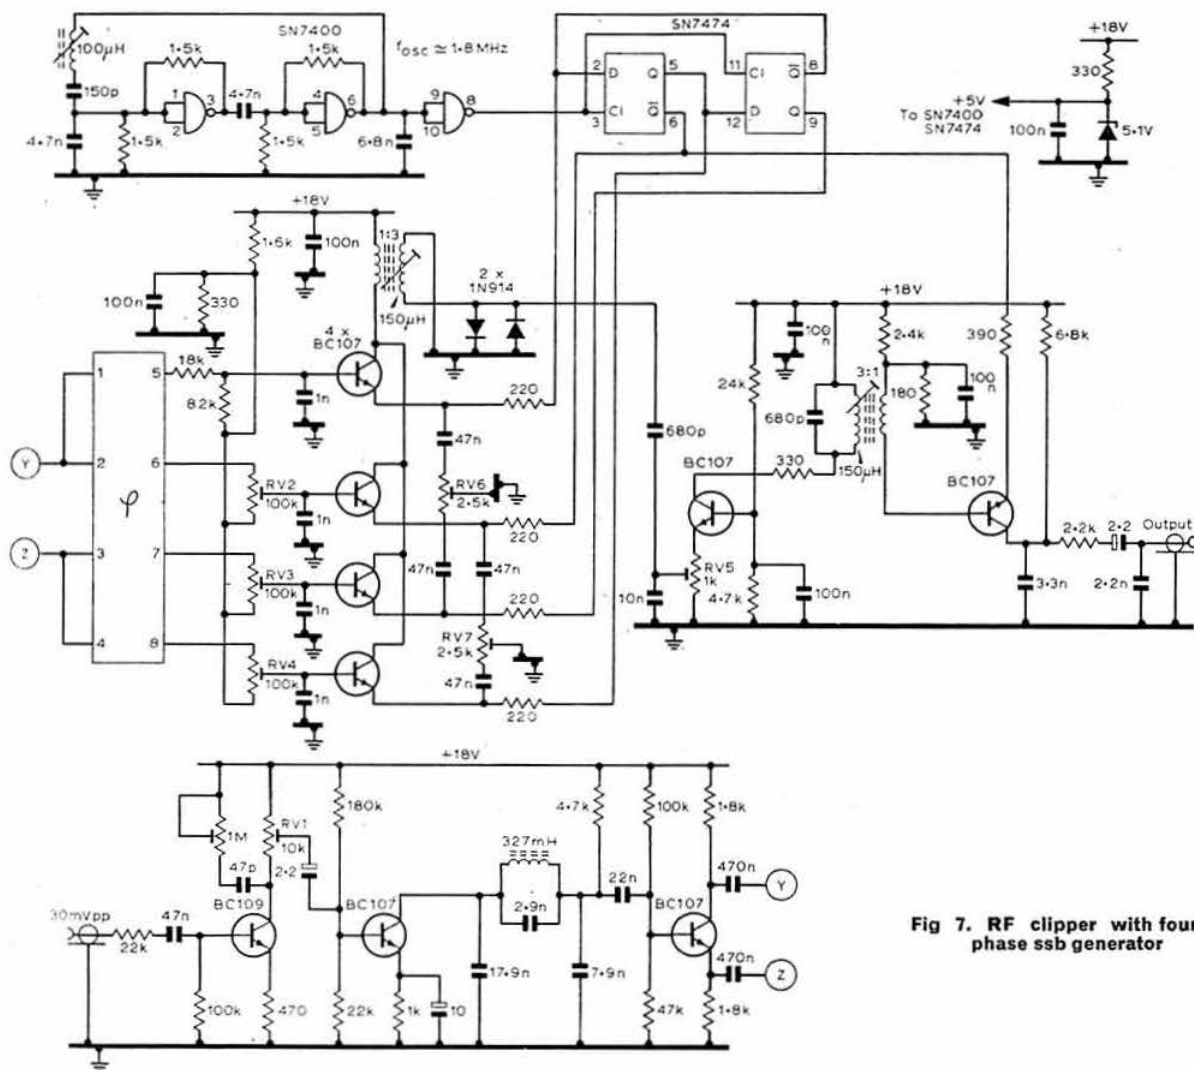 SN7400
SN7474
+18V
100μH
1·5k
1·5k
fosc ≃ 1·8 MHz
330
150p
1
2
3
4·7n
4
5
6
9
10
8
2
D
Q
5
3
Cl
Q̅
6
11
Cl
Q̅
8
12
D
Q
9
+5V
To SN7400
SN7474
100n
5·1V
4·7n
1·5k
1·5k
6·8n
+18V
1·6k
100n
1:3
100n
330
150μH
2 x
1N914
+18V
4 x
BC107
18k
82k
1n
220
47n
680p
100n
2·4k
390
6·8k
24k
680p
3:1
180
100n
150μH
330
BC107
BC107
1
2
3
4
5
6
7
8
φ
Y
Z
RV2
100k
1n
RV6
2·5k
220
RV3
100k
1n
47n
47n
220
RV7
2·5k
RV4
100k
1n
47n
220
10n
RV5
1k
4·7k
100n
2·2k
2·2
Output
3·3n
2·2n
+18V
1M
RV1
10k
47p
2·2
180k
327mH
2·9n
4·7k
100k
1·8k
22n
470n
Y
30mVpp
22k
47n
BC109
BC107
BC107
470n
Z
17·9n
7·9n
100k
470
22k
1k
10
47k
1·8k
Fig 7. RF clipper with four
phase ssb generator